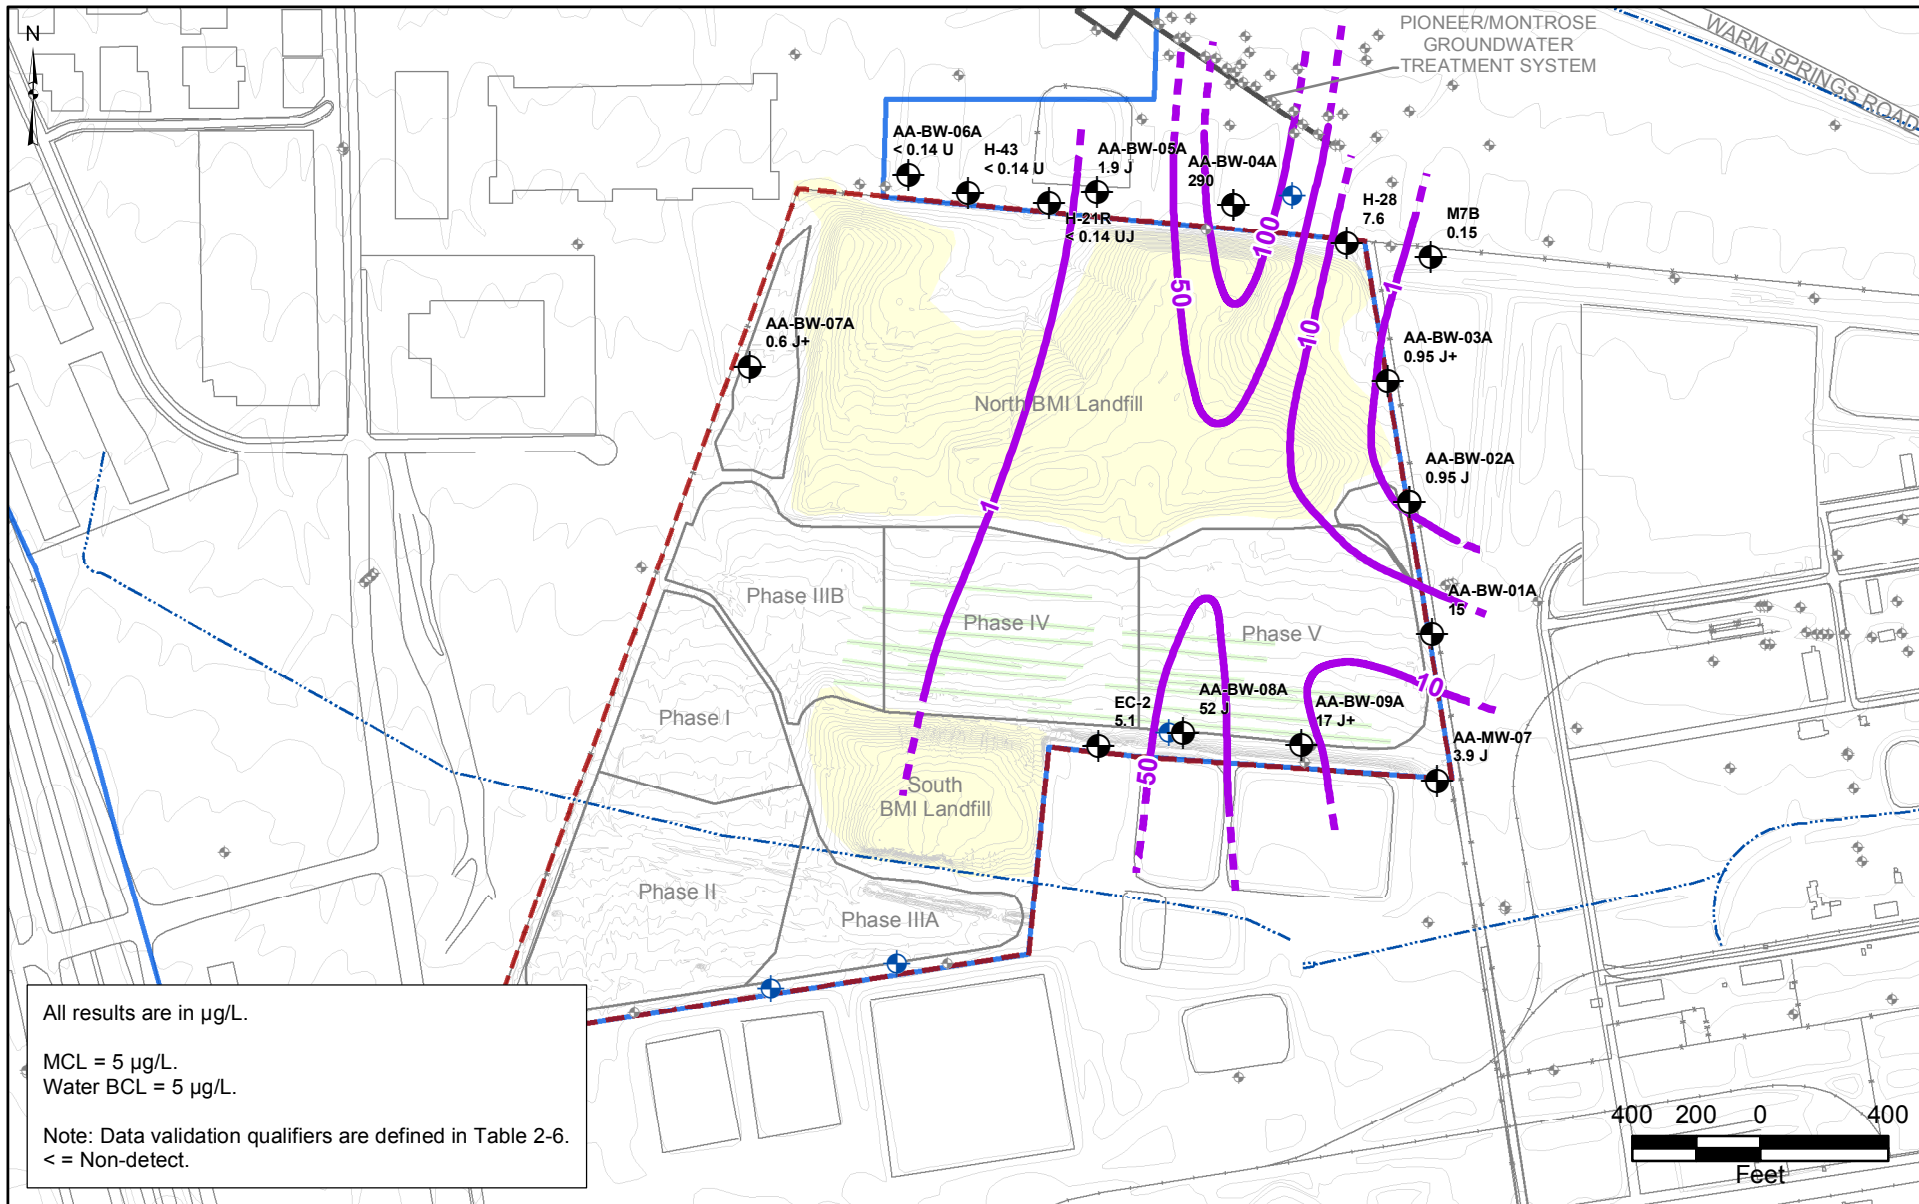 N
PIONEER/MONTROSE
GROUNDWATER
TREATMENT SYSTEM
WARM SPRINGS ROAD
AA-BW-06A
< 0.14 U
H-43
< 0.14 U
AA-BW-05A
1.9 J
AA-BW-04A
290
H-21R
< 0.14 UJ
H-28
7.6
M7B
0.15
100
50
10
1
AA-BW-07A
0.6 J+
AA-BW-03A
0.95 J+
North BMI Landfill
AA-BW-02A
0.95 J
1
Phase IIIB
Phase IV
Phase V
AA-BW-01A
15
10
Phase I
EC-2
5.1
AA-BW-08A
52 J
AA-BW-09A
17 J+
AA-MW-07
3.9 J
50
South
BMI Landfill
Phase II
Phase IIIA
All results are in µg/L.
MCL = 5 µg/L.
Water BCL = 5 µg/L.
Note: Data validation qualifiers are defined in Table 2-6.
< = Non-detect.
400 200 0 400
Feet